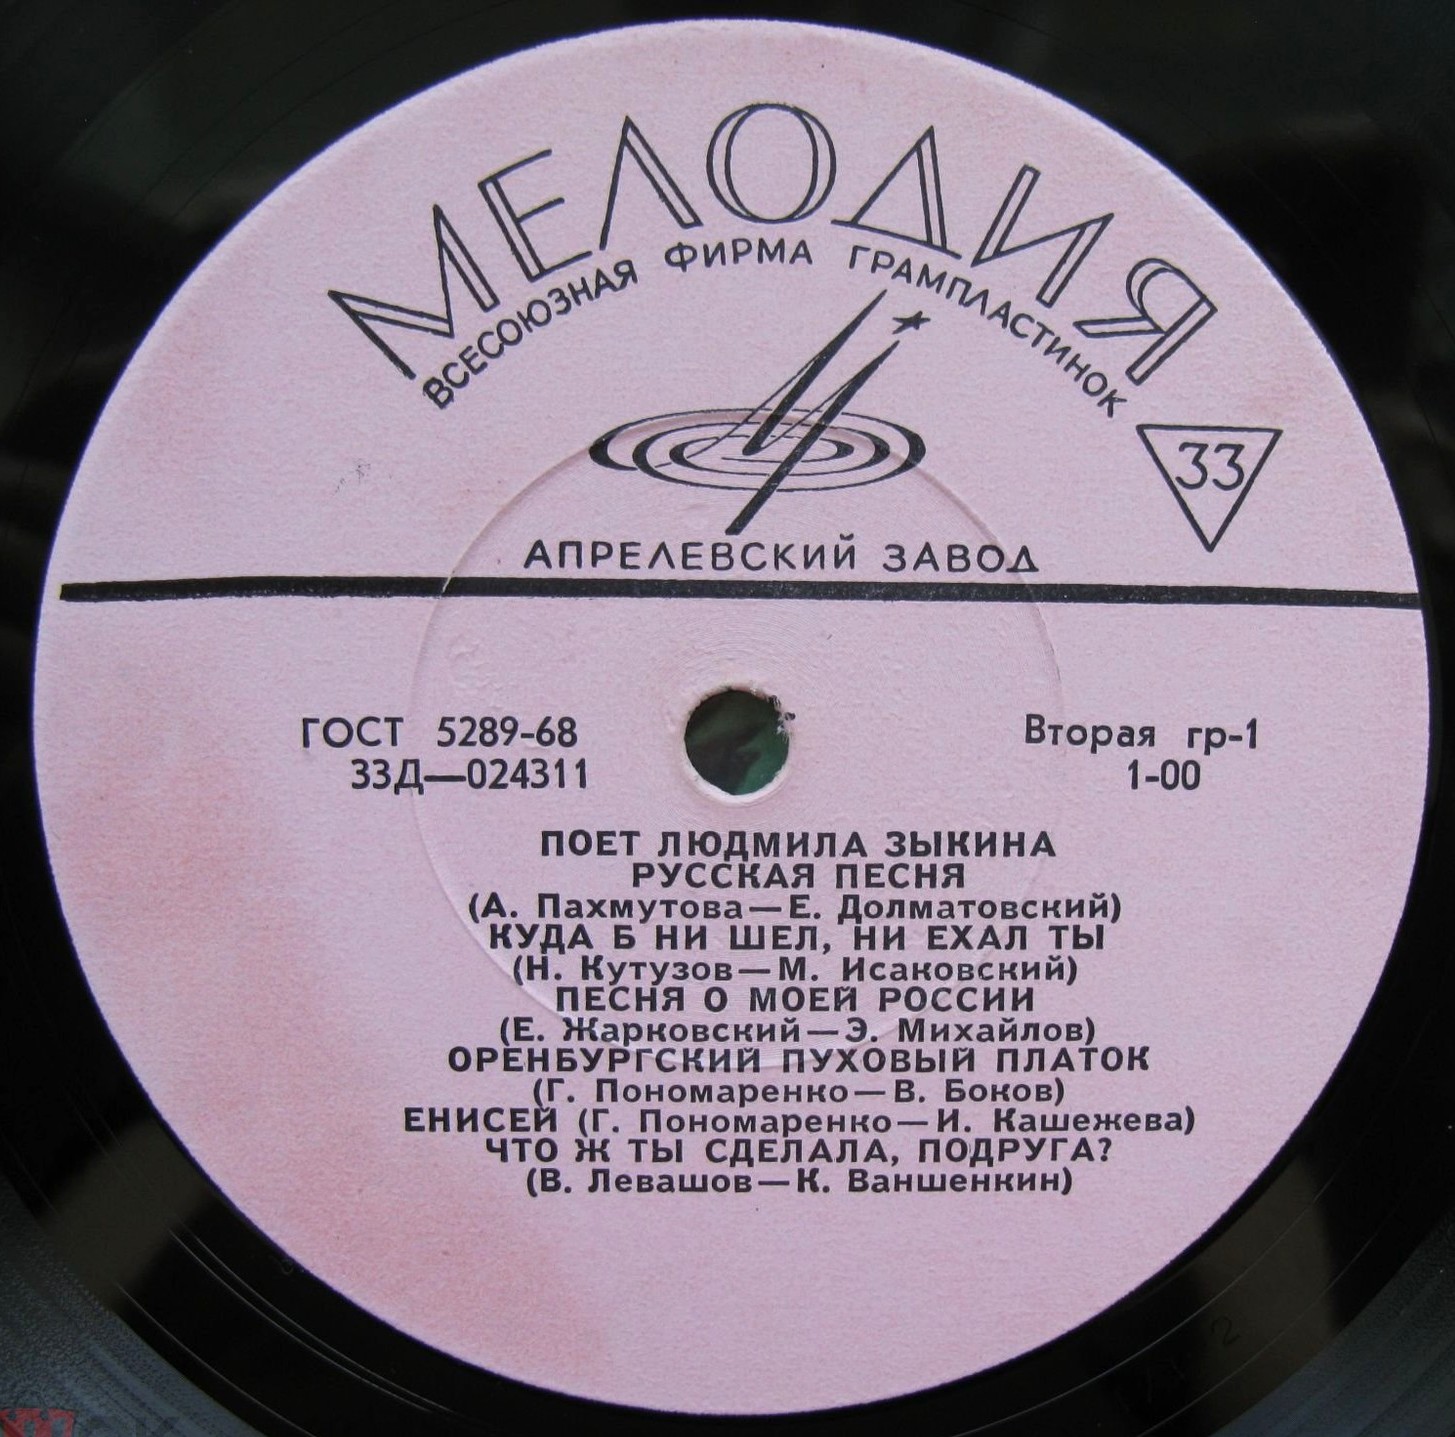 МЕЛОДИЯ
ВСЕСОЮЗНАЯ ФИРМА ГРАМПЛАСТИНОК
33
АПРЕЛЕВСКИЙ ЗАВОД
ГОСТ 5289-68
33Д—024311
Вторая гр-1
1-00
ПОЕТ ЛЮДМИЛА ЗЫКИНА
РУССКАЯ ПЕСНЯ
(А. Пахмутова—Е. Долматовский)
КУДА Б НИ ШЕЛ, НИ ЕХАЛ ТЫ
(Н. Кутузов—М. Исаковский)
ПЕСНЯ О МОЕЙ РОССИИ
(Е. Жарковский—Э. Михайлов)
ОРЕНБУРГСКИЙ ПУХОВЫЙ ПЛАТОК
(Г. Пономаренко—В. Боков)
ЕНИСЕЙ (Г. Пономаренко—И. Кашежева)
ЧТО Ж ТЫ СДЕЛАЛА, ПОДРУГА?
(В. Левашов—К. Ваншенкин)